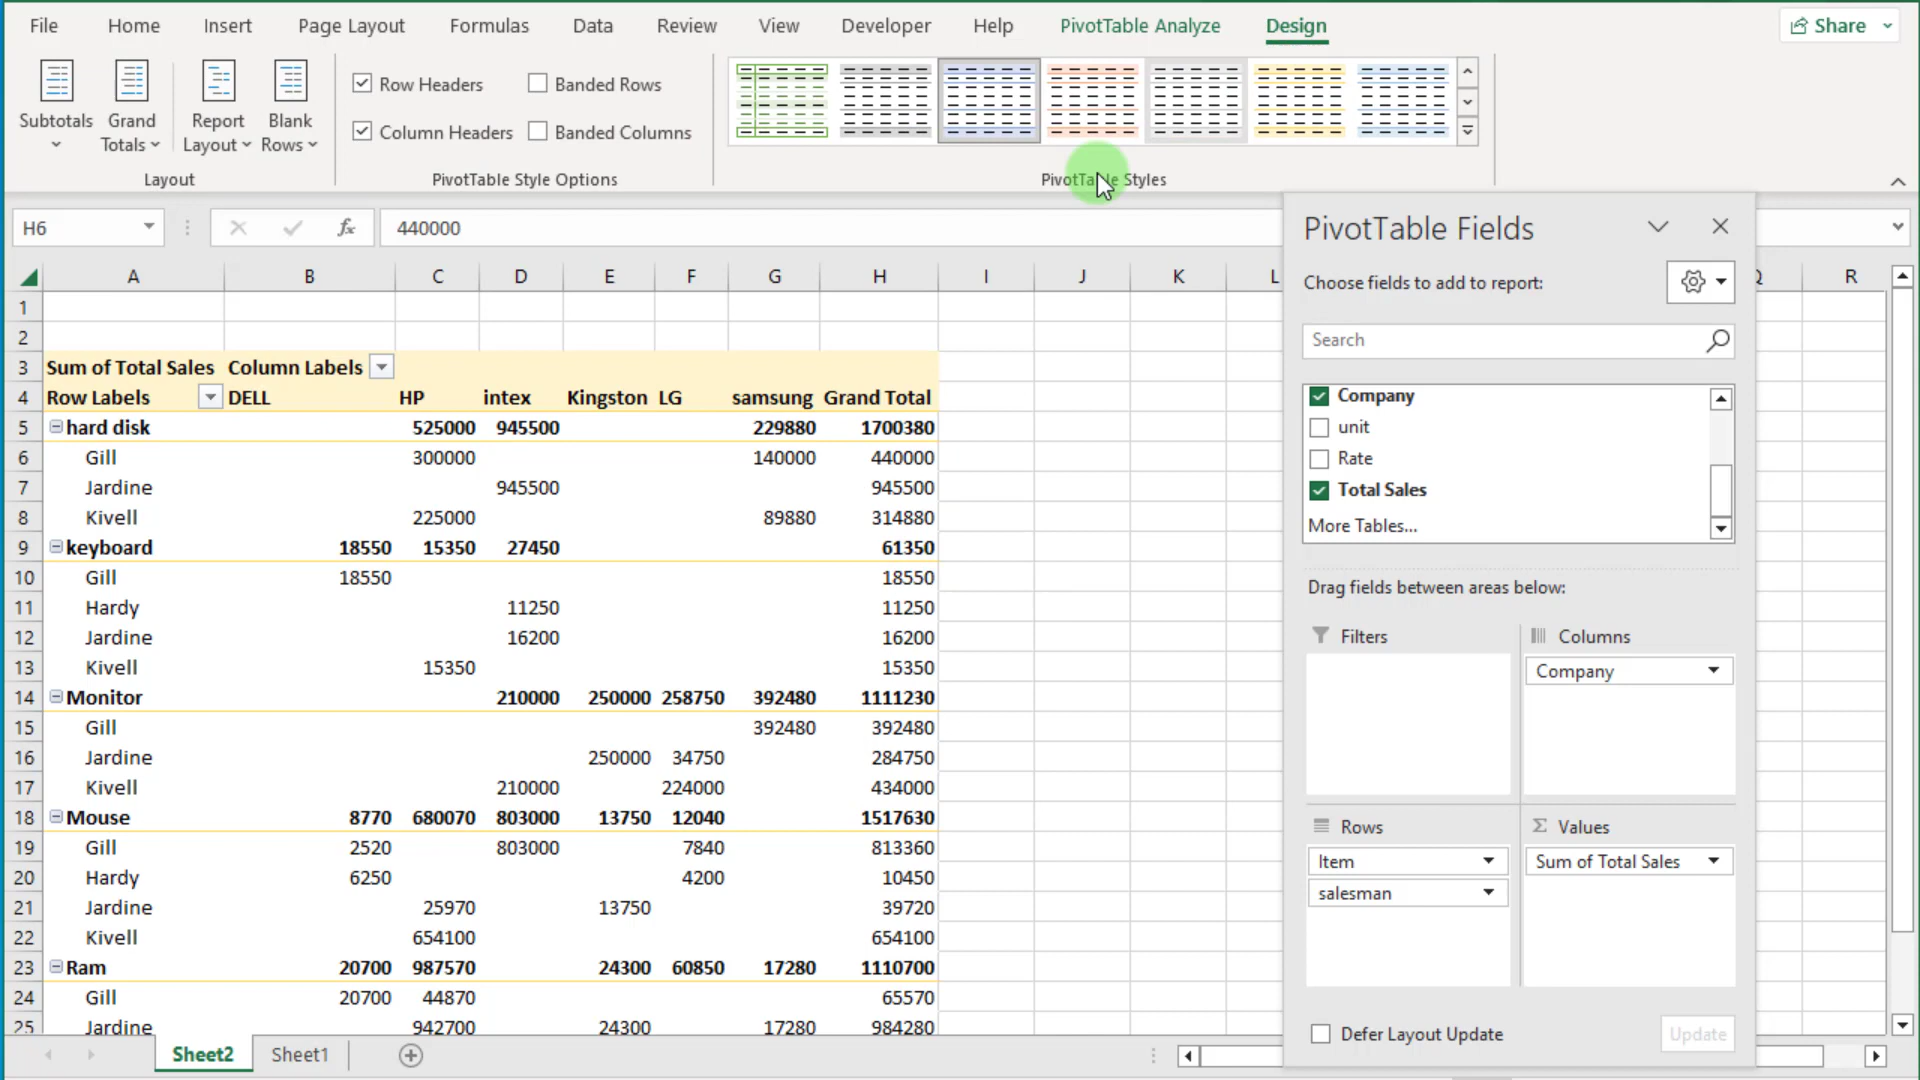 File Home Insert Page Layout Formulas Data Review View Developer Help PivotTable Analyze Design Share
Subtotals Grand Totals Report Layout Blank Rows
Row Headers Banded Rows
Column Headers Banded Columns
Layout PivotTable Style Options PivotTable Styles
H6 fx 440000
A B C D E F G H I J K L Q R
1
2
3 Sum of Total Sales Column Labels
4 Row Labels DELL HP intex Kingston LG samsung Grand Total
5 hard disk 525000 945500 229880 1700380
6 Gill 300000 140000 440000
7 Jardine 945500 945500
8 Kivell 225000 89880 314880
9 keyboard 18550 15350 27450 61350
10 Gill 18550 18550
11 Hardy 11250 11250
12 Jardine 16200 16200
13 Kivell 15350 15350
14 Monitor 210000 250000 258750 392480 1111230
15 Gill 392480 392480
16 Jardine 250000 34750 284750
17 Kivell 210000 224000 434000
18 Mouse 8770 680070 803000 13750 12040 1517630
19 Gill 2520 803000 7840 813360
20 Hardy 6250 4200 10450
21 Jardine 25970 13750 39720
22 Kivell 654100 654100
23 Ram 20700 987570 24300 60850 17280 1110700
24 Gill 20700 44870 65570
25 Jardine 942700 24300 17280 984280
Sheet2 Sheet1
PivotTable Fields
Choose fields to add to report:
Search
Company
unit
Rate
Total Sales
More Tables...
Drag fields between areas below:
Filters Columns
Company
Rows Σ Values
Item Sum of Total Sales
salesman
Defer Layout Update Update